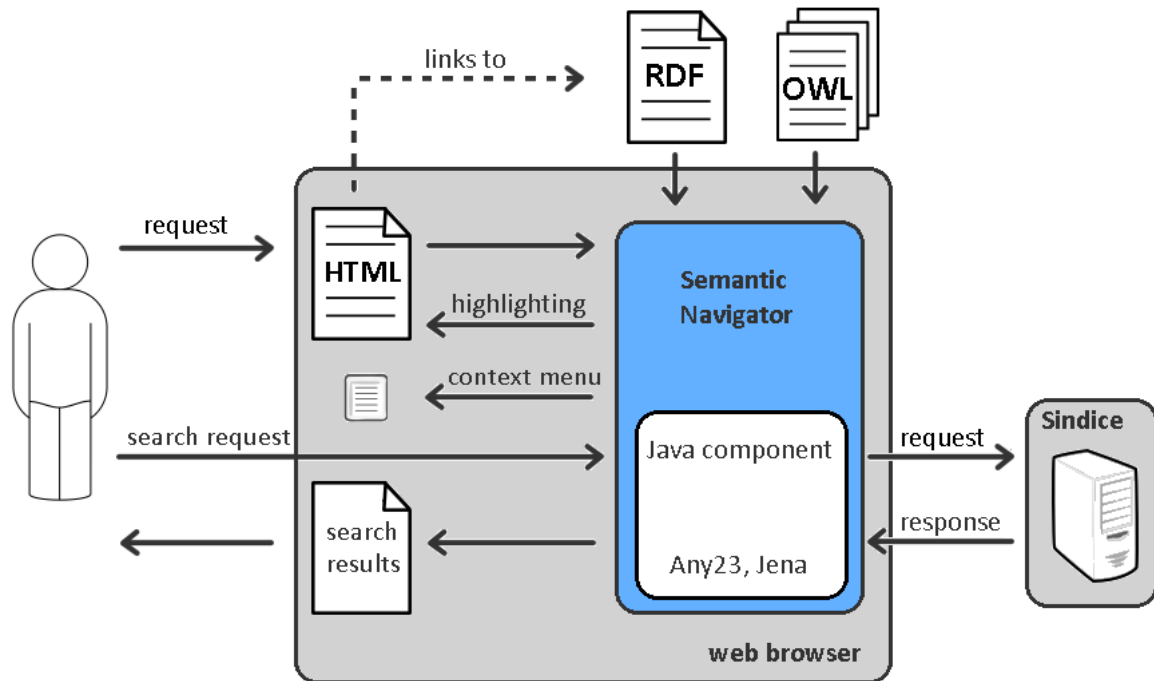 links to
RDF
OWL
request
HTML
Semantic
Navigator
highlighting
context menu
search request
Java component
request
Sindice
response
search
results
Any23, Jena
web browser